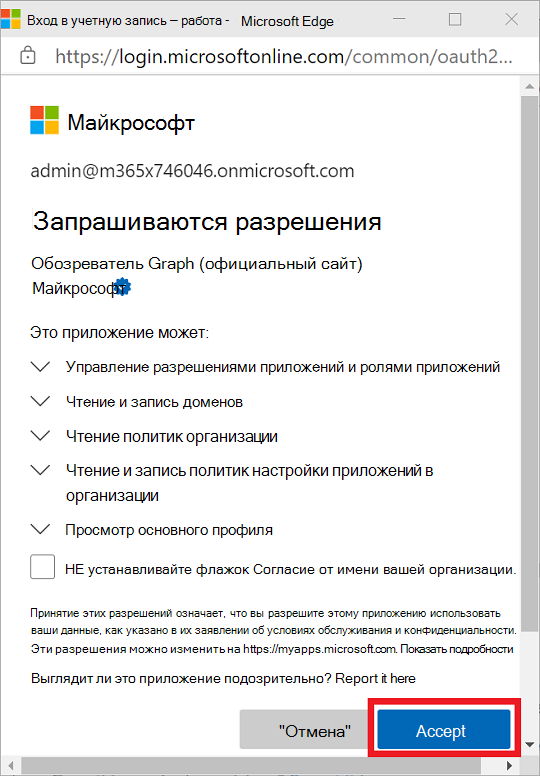 Вход в учетную запись – работа - Microsoft Edge
https://login.microsoftonline.com/common/oauth2...
Майкрософт
admin@m365x746046.onmicrosoft.com
Запрашиваются разрешения
Обозреватель Graph (официальный сайт)
Майкрософт
Это приложение может:
Управление разрешениями приложений и ролями приложений
Чтение и запись доменов
Чтение политик организации
Чтение и запись политик настройки приложений в
организации
Просмотр основного профиля
НЕ устанавливайте флажок Согласие от имени вашей организации.
Принятие этих разрешений означает, что вы разрешите этому приложению использовать
ваши данные, как указано в их заявлении об условиях обслуживания и конфиденциальности.
Эти разрешения можно изменить на https://myapps.microsoft.com. Показать подробности
Выглядит ли это приложение подозрительно? Report it here
"Отмена" Accept